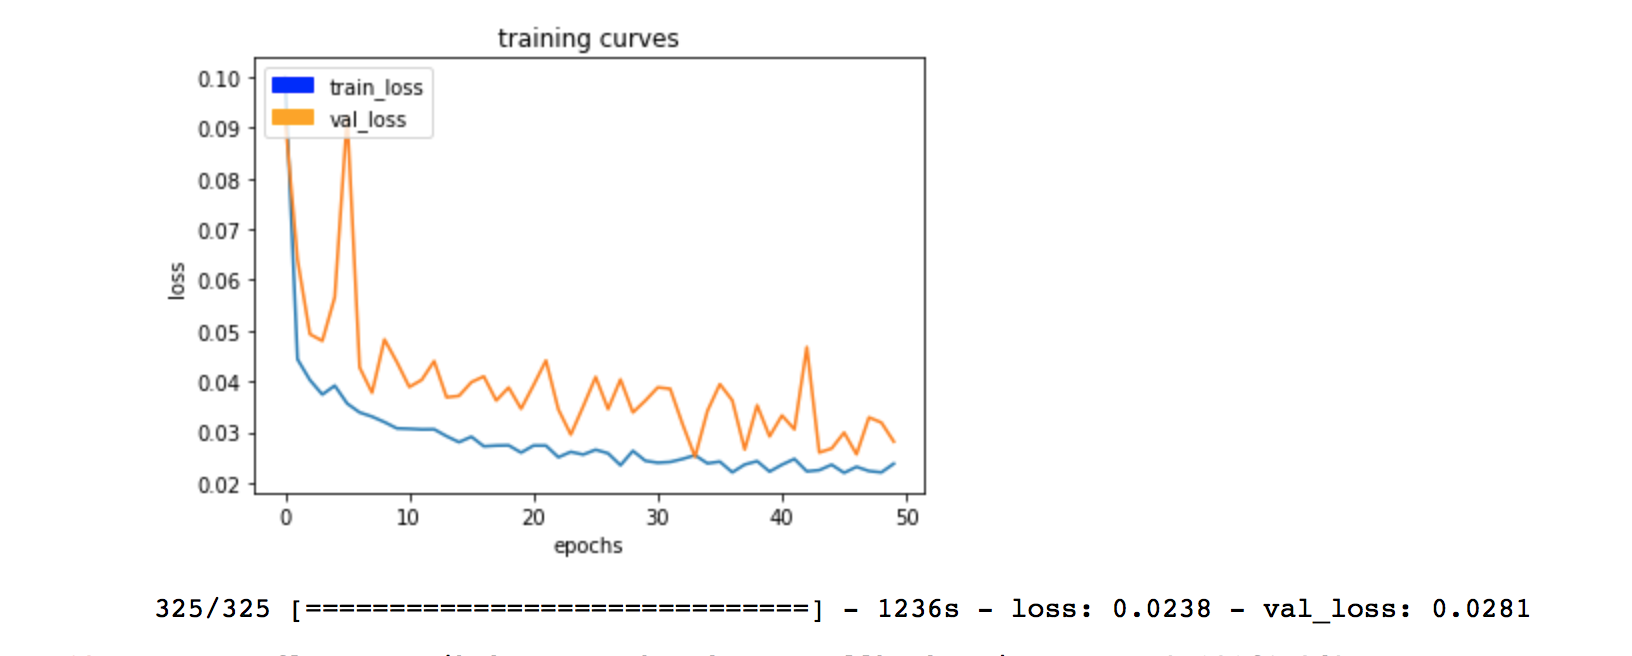 training curves
0.10
train_loss
val_loss
0.09
0.08
0.07
0.06
0.05
0.04
0.03
0.02
loss
0 10 20 30 40 50
epochs
325/325 [==============================] - 1236s - loss: 0.0238 - val_loss: 0.0281